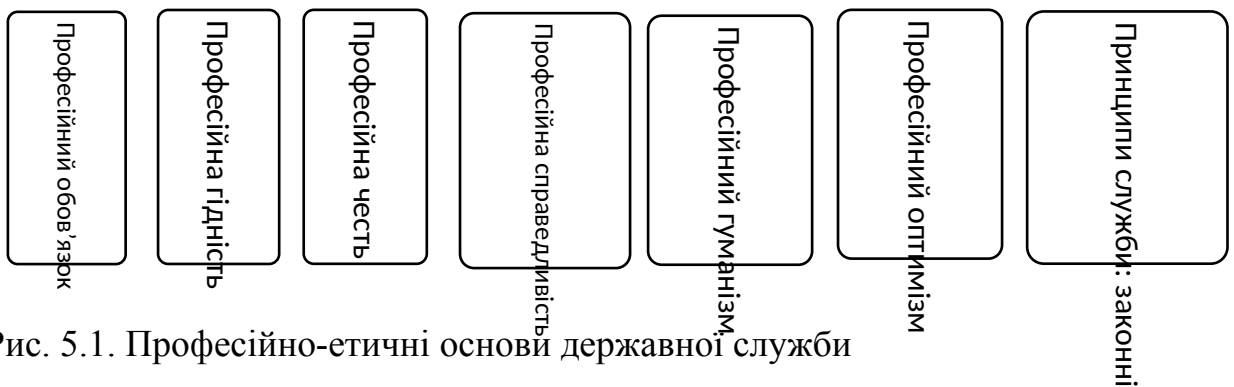 Професійний обов’язок
Професійна гідність
Професійна честь
Професійна справедливість
Професійний гуманізм
Професійний оптимізм
Принципи служби: законні
Рис. 5.1. Професійно-етичні основи державної служби